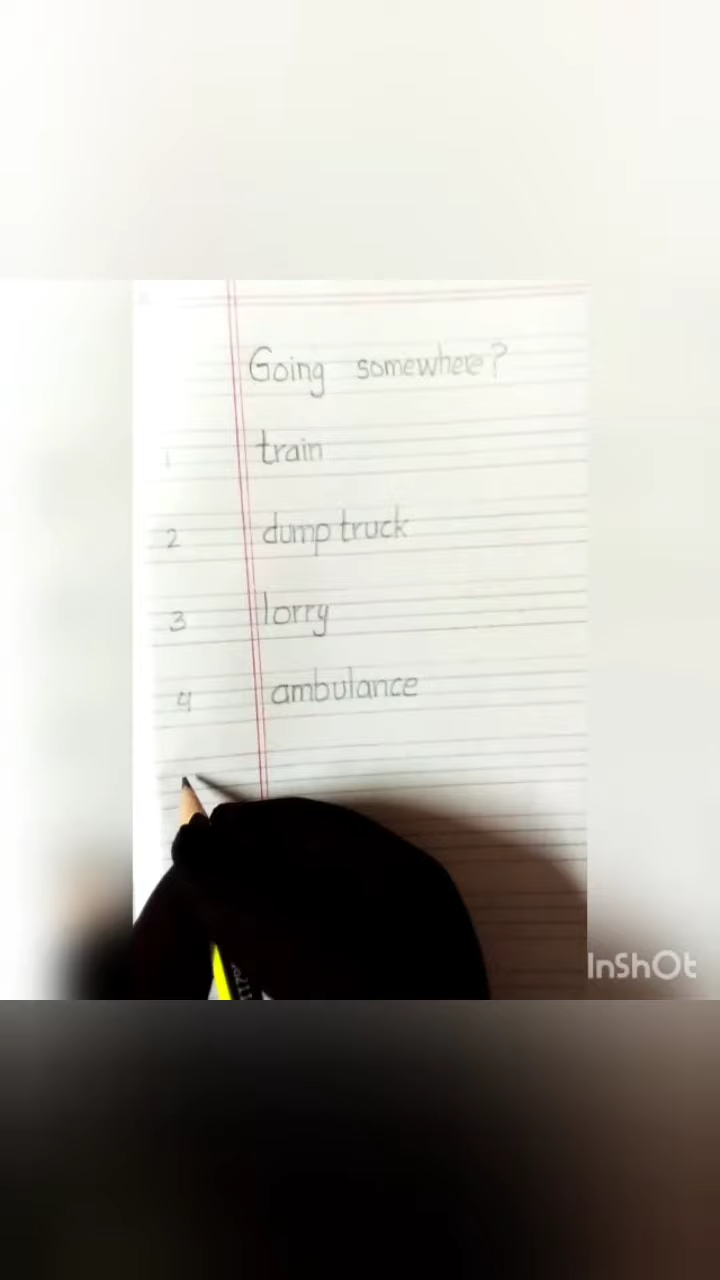 Going somewhere?
1 train
2 dump truck
3 lorry
4 ambulance
InShOt